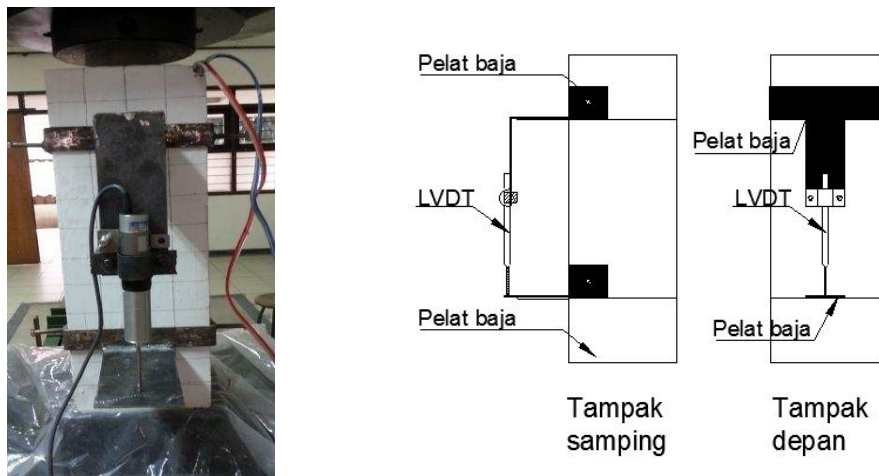 Pelat baja
LVDT
Pelat baja
Tampak
samping
Pelat baja
LVDT
Pelat baja
Tampak
depan